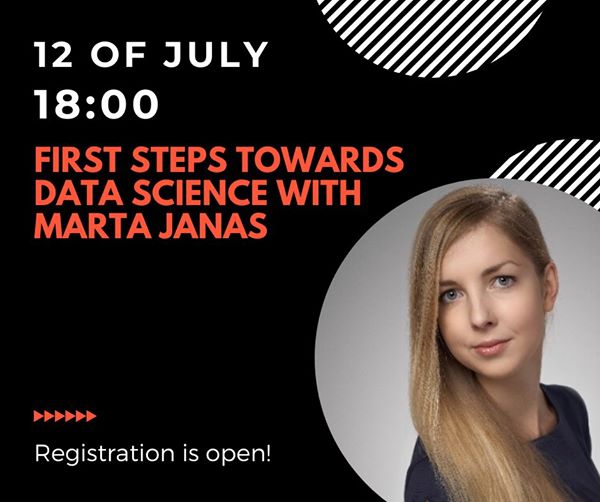 12 OF JULY
18:00
FIRST STEPS TOWARDS
DATA SCIENCE WITH
MARTA JANAS
Registration is open!